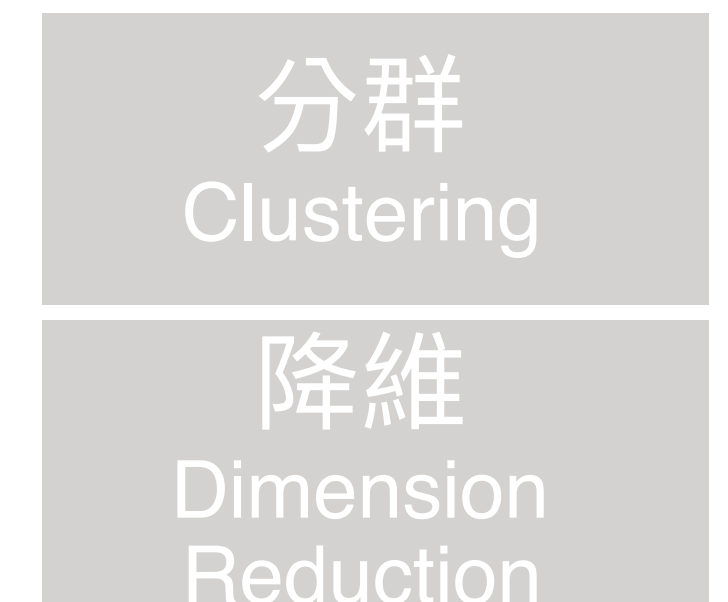 分群
Clustering
降維
Dimension
Reduction